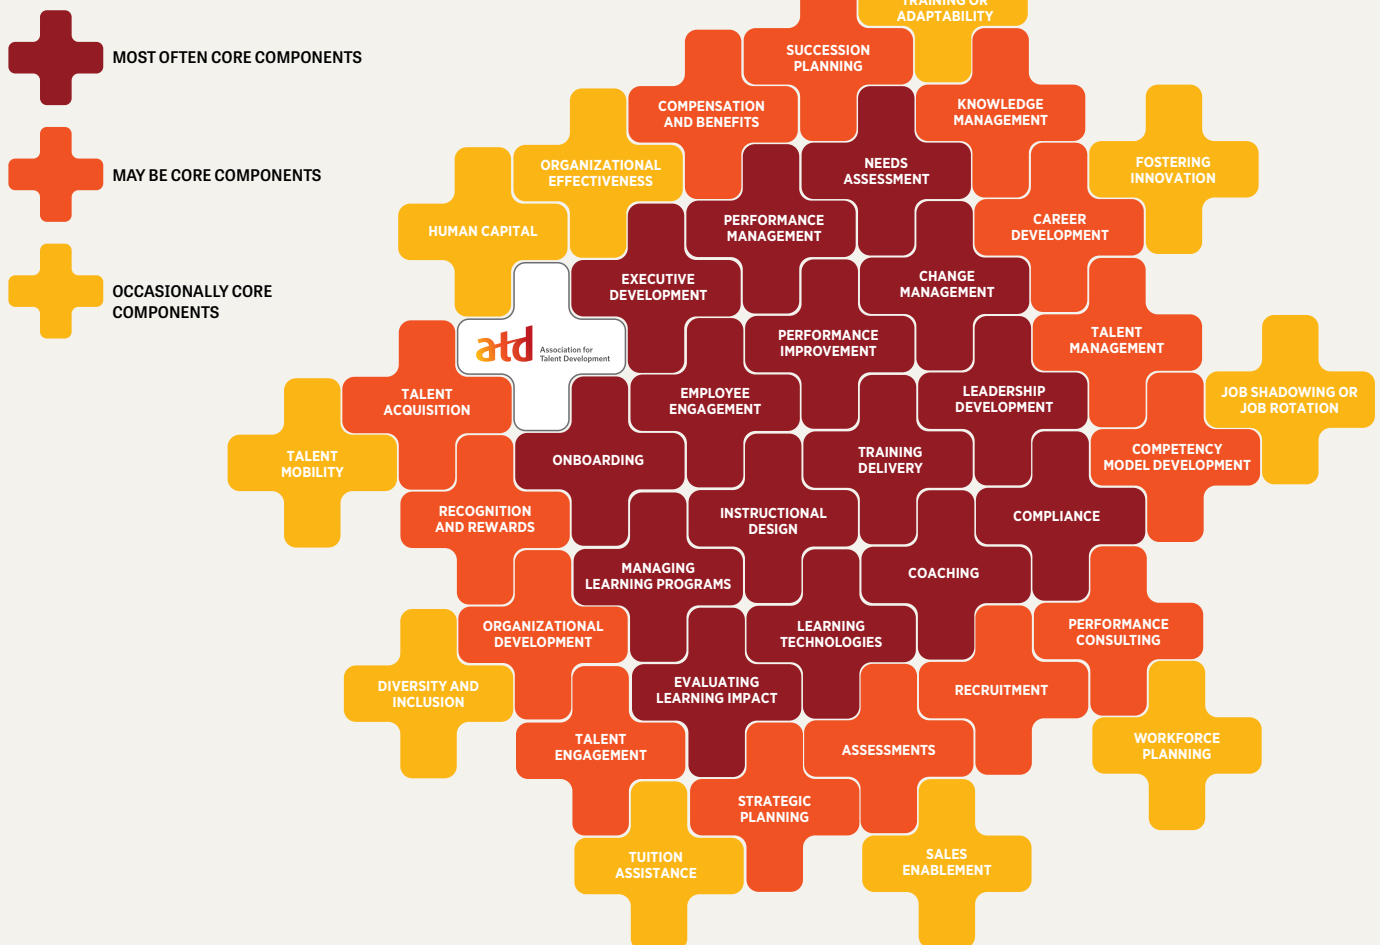 MOST OFTEN CORE COMPONENTS
MAY BE CORE COMPONENTS
OCCASIONALLY CORE
COMPONENTS
TRAINING OR
ADAPTABILITY
SUCCESSION
PLANNING
COMPENSATION
AND BENEFITS
KNOWLEDGE
MANAGEMENT
ORGANIZATIONAL
EFFECTIVENESS
NEEDS
ASSESSMENT
FOSTERING
INNOVATION
HUMAN CAPITAL
PERFORMANCE
MANAGEMENT
CAREER
DEVELOPMENT
EXECUTIVE
DEVELOPMENT
CHANGE
MANAGEMENT
atd
Association for
Talent Development
PERFORMANCE
IMPROVEMENT
TALENT
MANAGEMENT
TALENT
ACQUISITION
EMPLOYEE
ENGAGEMENT
LEADERSHIP
DEVELOPMENT
JOB SHADOWING OR
JOB ROTATION
TALENT
MOBILITY
ONBOARDING
TRAINING
DELIVERY
COMPETENCY
MODEL DEVELOPMENT
RECOGNITION
AND REWARDS
INSTRUCTIONAL
DESIGN
COMPLIANCE
MANAGING
LEARNING PROGRAMS
COACHING
ORGANIZATIONAL
DEVELOPMENT
LEARNING
TECHNOLOGIES
PERFORMANCE
CONSULTING
DIVERSITY AND
INCLUSION
EVALUATING
LEARNING IMPACT
RECRUITMENT
TALENT
ENGAGEMENT
ASSESSMENTS
WORKFORCE
PLANNING
STRATEGIC
PLANNING
TUITION
ASSISTANCE
SALES
ENABLEMENT